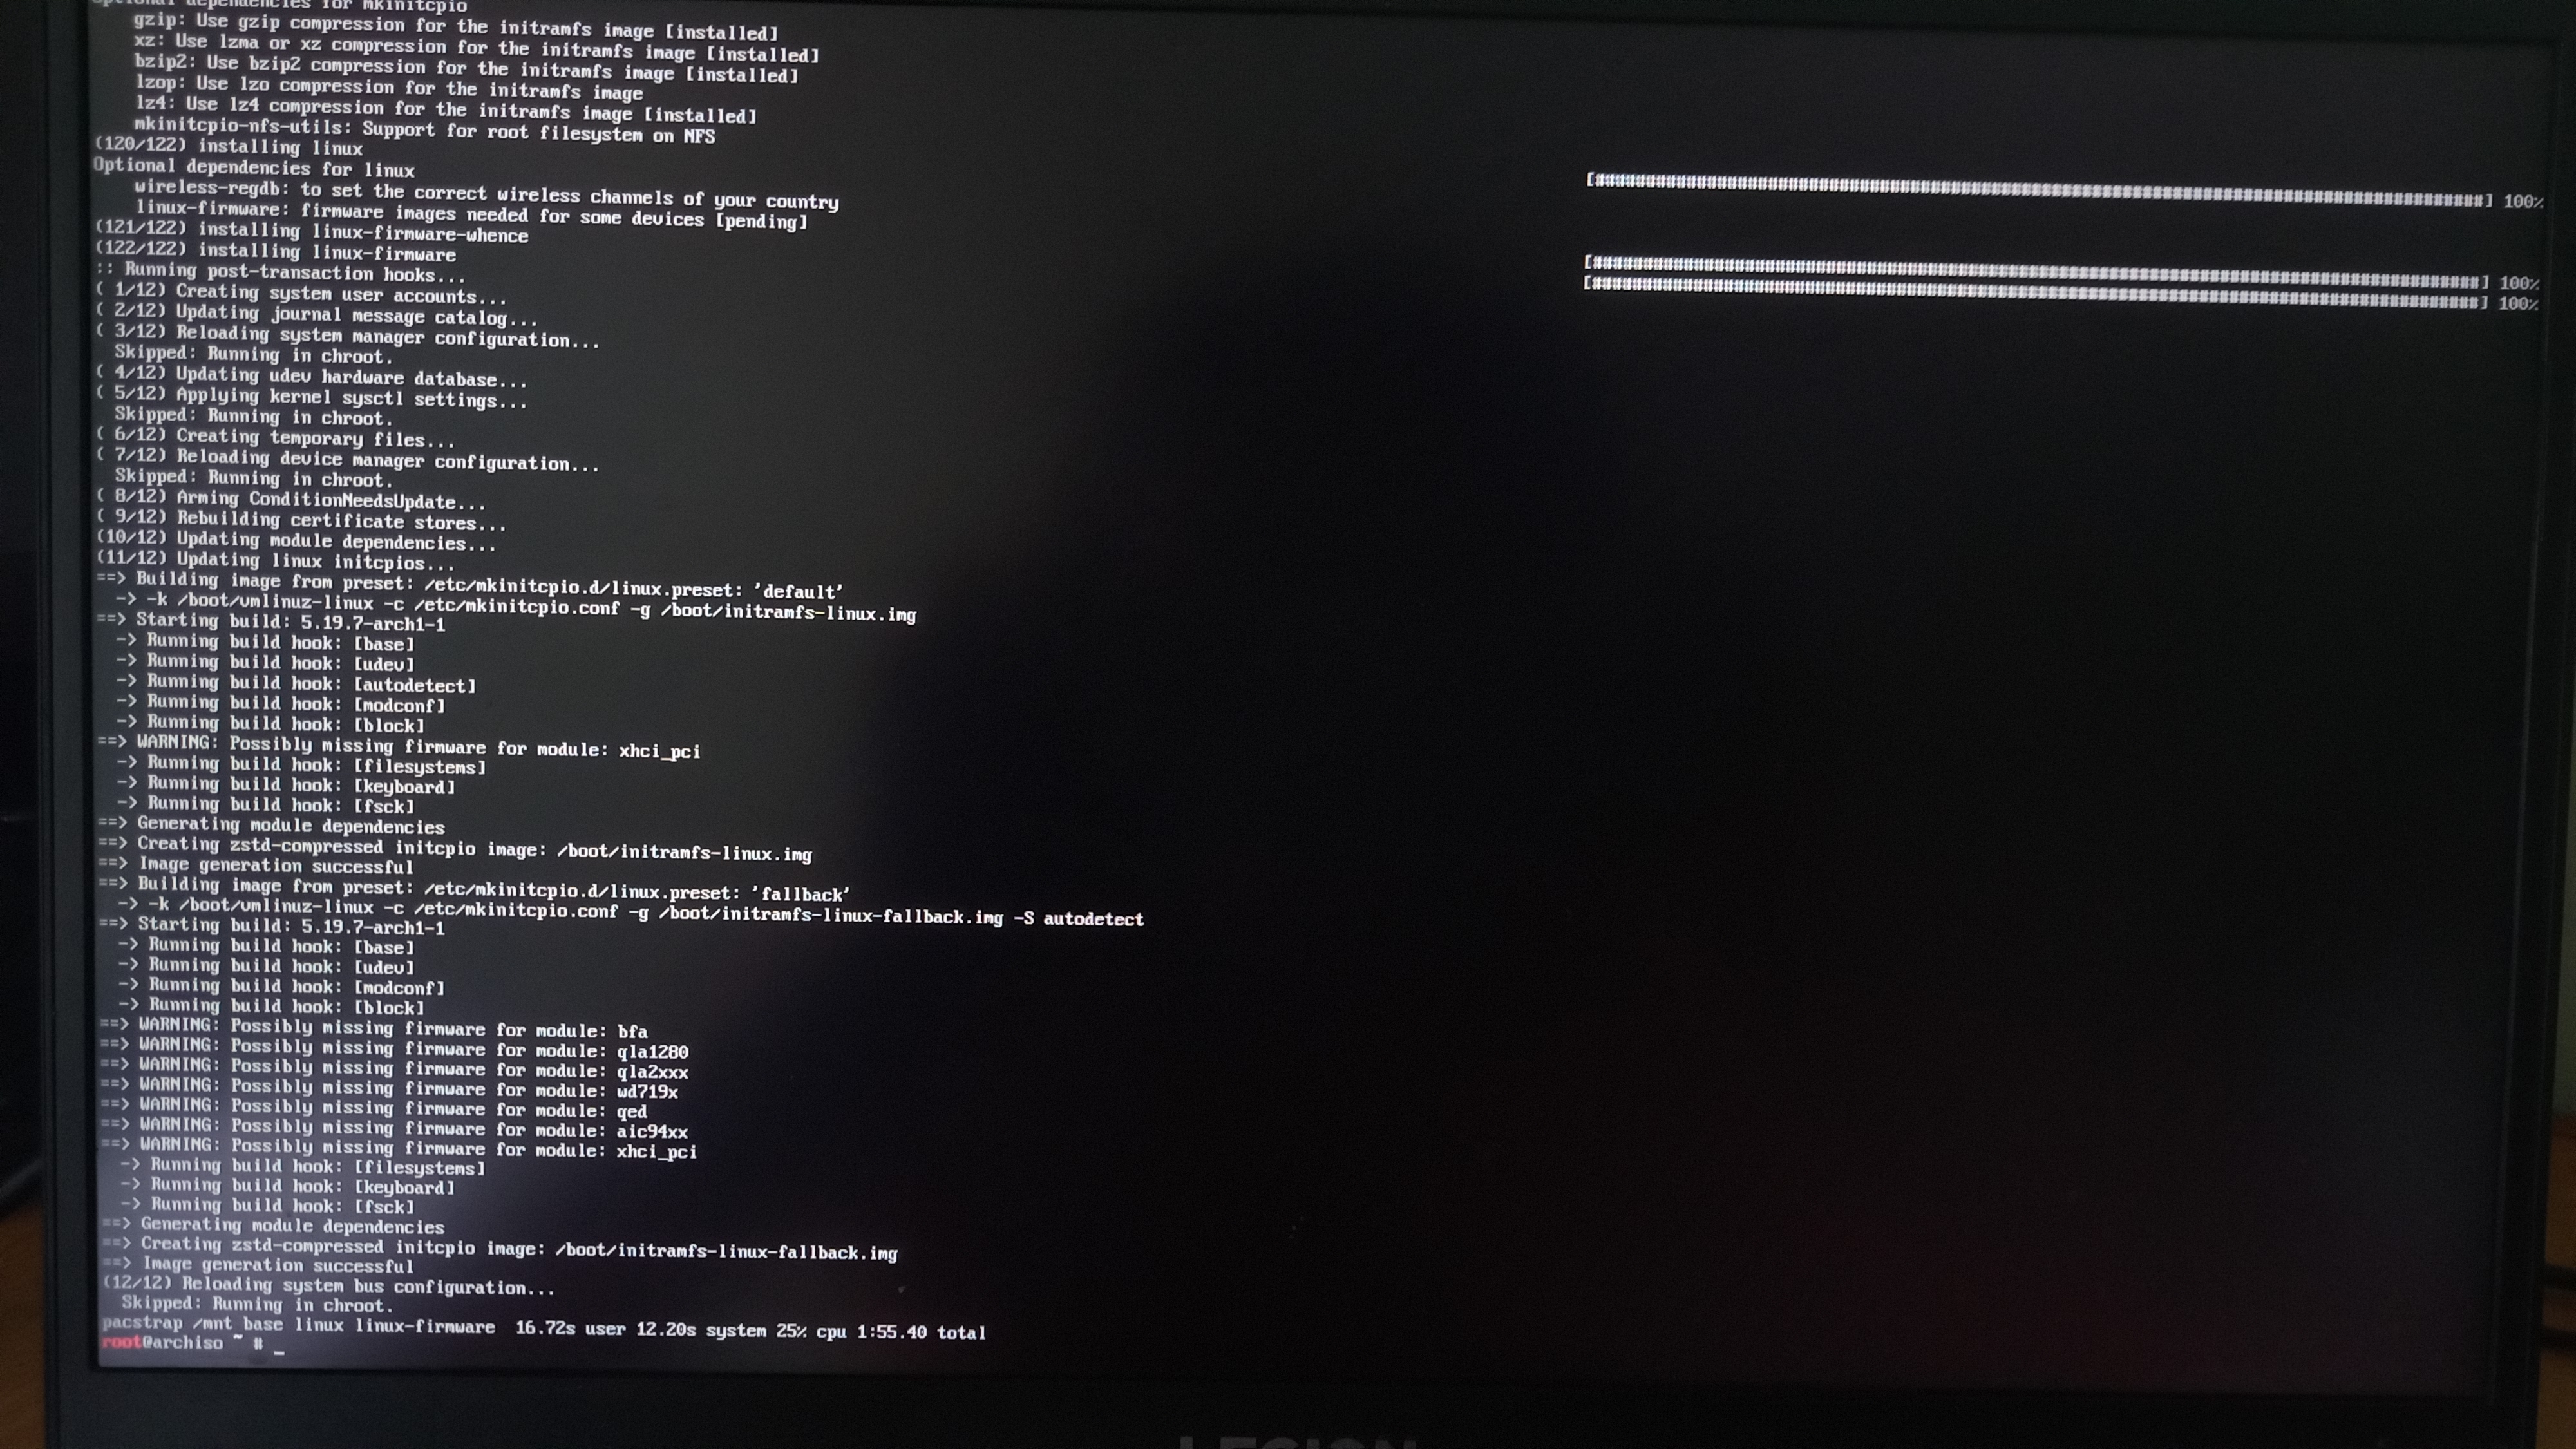 Optional dependencies for mkinitcpio
gzip: Use gzip compression for the initramfs image [installed]
xz: Use lzma or xz compression for the initramfs image [installed]
bzip2: Use bzip2 compression for the initramfs image [installed]
lzop: Use lzo compression for the initramfs image
lz4: Use lz4 compression for the initramfs image [installed]
mkinitcpio-nfs-utils: Support for root filesystem on NFS
(120/122) installing linux [######################################################################] 100%
Optional dependencies for linux
wireless-regdb: to set the correct wireless channels of your country
linux-firmware: firmware images needed for some devices [pending]
(121/122) installing linux-firmware-whence [######################################################################] 100%
(122/122) installing linux-firmware [######################################################################] 100%
:: Running post-transaction hooks...
( 1/12) Creating system user accounts...
( 2/12) Updating journal message catalog...
( 3/12) Reloading system manager configuration...
Skipped: Running in chroot.
( 4/12) Updating udev hardware database...
( 5/12) Applying kernel sysctl settings...
Skipped: Running in chroot.
( 6/12) Creating temporary files...
( 7/12) Reloading device manager configuration...
Skipped: Running in chroot.
( 8/12) Arming ConditionNeedsUpdate...
( 9/12) Rebuilding certificate stores...
(10/12) Updating module dependencies...
(11/12) Updating linux initcpios...
==> Building image from preset: /etc/mkinitcpio.d/linux.preset: 'default'
-> -k /boot/vmlinuz-linux -c /etc/mkinitcpio.conf -g /boot/initramfs-linux.img
==> Starting build: 5.19.7-arch1-1
-> Running build hook: [base]
-> Running build hook: [udev]
-> Running build hook: [autodetect]
-> Running build hook: [modconf]
-> Running build hook: [block]
==> WARNING: Possibly missing firmware for module: xhci_pci
-> Running build hook: [filesystems]
-> Running build hook: [keyboard]
-> Running build hook: [fsck]
==> Generating module dependencies
==> Creating zstd-compressed initcpio image: /boot/initramfs-linux.img
==> Image generation successful
==> Building image from preset: /etc/mkinitcpio.d/linux.preset: 'fallback'
-> -k /boot/vmlinuz-linux -c /etc/mkinitcpio.conf -g /boot/initramfs-linux-fallback.img -S autodetect
==> Starting build: 5.19.7-arch1-1
-> Running build hook: [base]
-> Running build hook: [udev]
-> Running build hook: [modconf]
-> Running build hook: [block]
==> WARNING: Possibly missing firmware for module: bfa
==> WARNING: Possibly missing firmware for module: qla1280
==> WARNING: Possibly missing firmware for module: qla2xxx
==> WARNING: Possibly missing firmware for module: wd719x
==> WARNING: Possibly missing firmware for module: qed
==> WARNING: Possibly missing firmware for module: aic94xx
==> WARNING: Possibly missing firmware for module: xhci_pci
-> Running build hook: [filesystems]
-> Running build hook: [keyboard]
-> Running build hook: [fsck]
==> Generating module dependencies
==> Creating zstd-compressed initcpio image: /boot/initramfs-linux-fallback.img
==> Image generation successful
(12/12) Reloading system bus configuration...
Skipped: Running in chroot.
pacstrap /mnt base linux linux-firmware  16.72s user 12.20s system 25% cpu 1:55.40 total
root@archiso ~ # _
LEGION